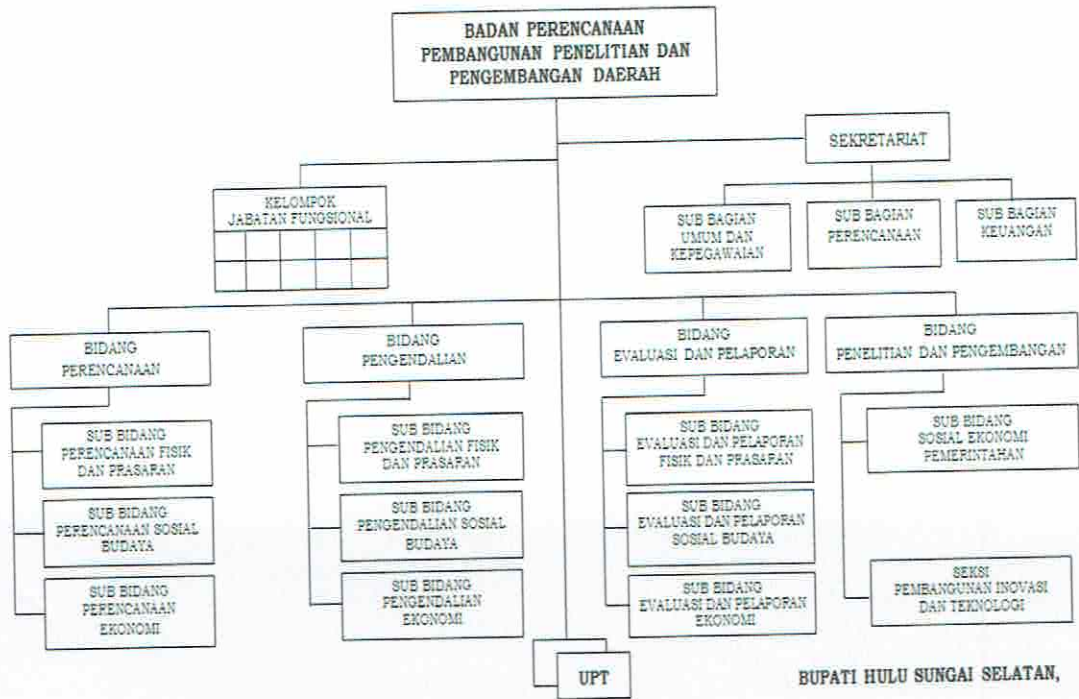 BADAN PERENCANAAN
PEMBANGUNAN PENELITIAN DAN
PENGEMBANGAN DAERAH
SEKRETARIAT
KELOMPOK
JABATAN FUNGSIONAL
SUB BAGIAN
UMUM DAN
KEPEGAWAIAN
SUB BAGIAN
PERENCANAAN
SUB BAGIAN
KEUANGAN
BIDANG
PERENCANAAN
BIDANG
PENGENDALIAN
BIDANG
EVALUASI DAN PELAPORAN
BIDANG
PENELITIAN DAN PENGEMBANGAN
SUB BIDANG
PERENCANAAN FISIK
DAN PRASARAN
SUB BIDANG
PENGENDALIAN FISIK
DAN PRASARAN
SUB BIDANG
EVALUASI DAN PELAPORAN
FISIK DAN PRASARAN
SUB BIDANG
SOSIAL EKONOMI
PEMERINTAHAN
SUB BIDANG
PERENCANAAN SOSIAL
BUDAYA
SUB BIDANG
PENGENDALIAN SOSIAL
BUDAYA
SUB BIDANG
EVALUASI DAN PELAPORAN
SOSIAL BUDAYA
SUB BIDANG
PERENCANAAN
EKONOMI
SUB BIDANG
PENGENDALIAN
EKONOMI
SUB BIDANG
EVALUASI DAN PELAPORAN
EKONOMI
SEKSI
PEMBANGUNAN INOVASI
DAN TEKNOLOGI
UPT
BUPATI HULU SUNGAI SELATAN,